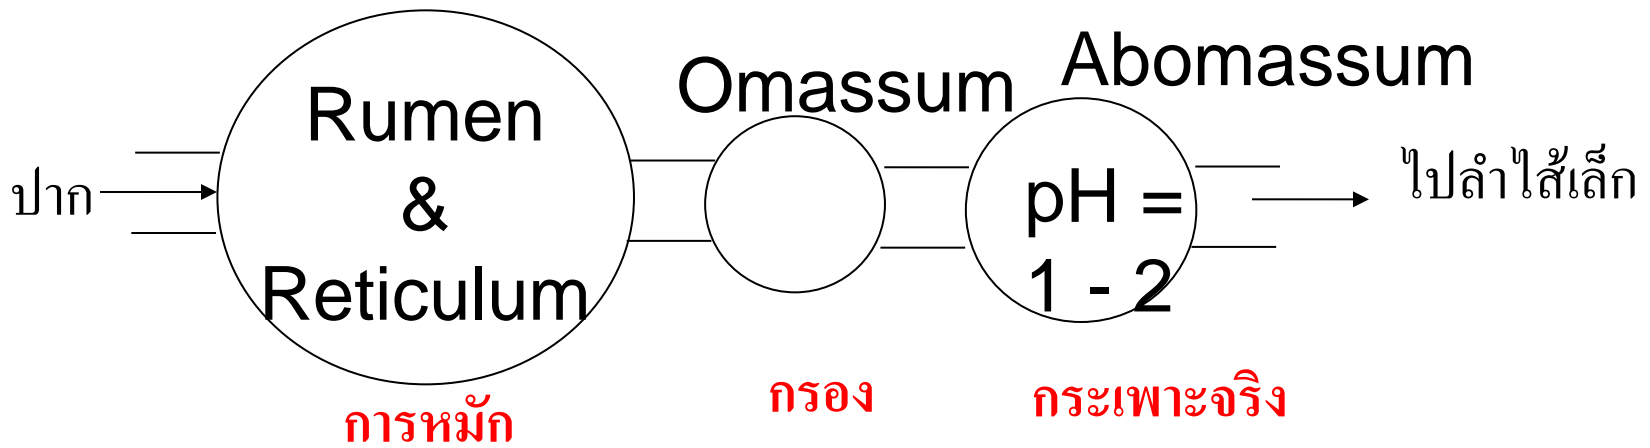 ปาก
Rumen
&
Reticulum
การหมัก
Omassum
กรอง
Abomassum
pH =
1 - 2
กระเพาะจริง
ไปลำไส้เล็ก